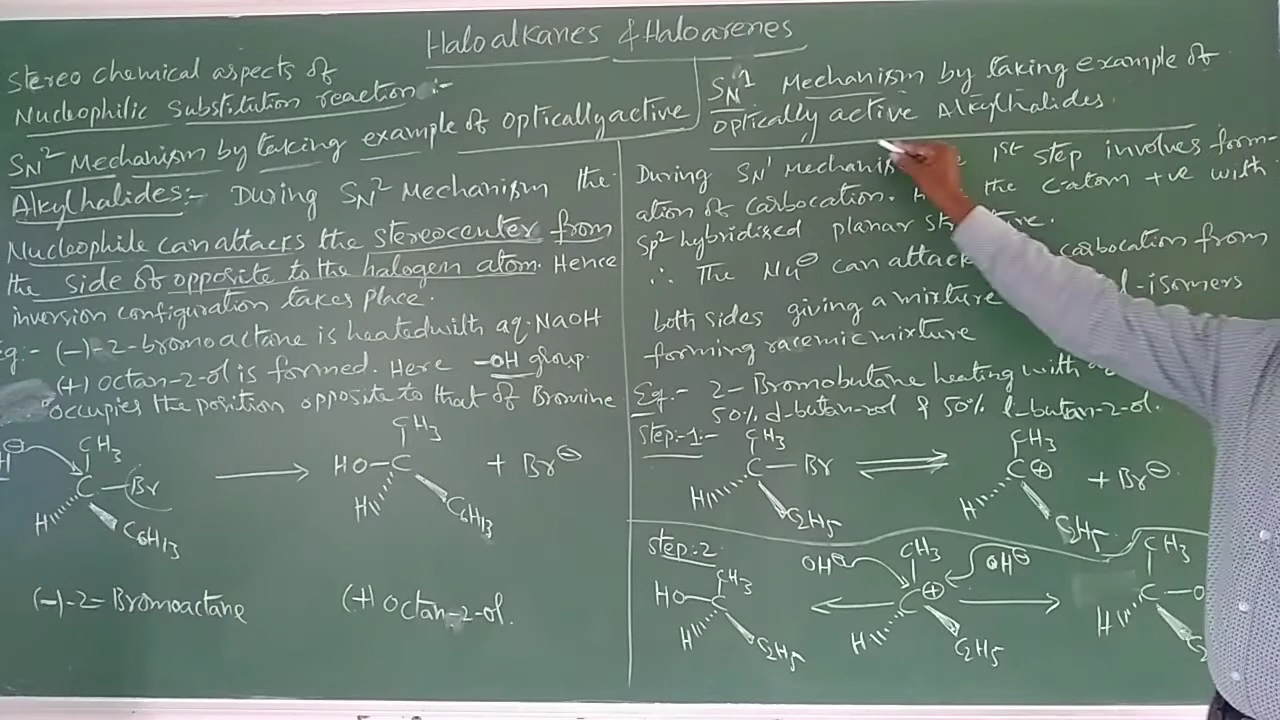 Haloalkanes & Haloarenes
Stereo chemical aspects of
Nucleophilic Substitution reaction :-
SN2 Mechanism by taking example of optically active
Alkylhalides:- During SN2 Mechanism the
Nucleophile can attacks the stereocenter from
the side of opposite to the halogen atom. Hence
inversion configuration takes place.
Eg:- (-)-2-bromooctane is heated with aq.NaOH
(+) octan-2-ol is formed. Here -OH group
occupies the position opposite to that of Bromine
CH3
C
Br
H
C6H13
CH3
HO-C
H
C6H13
+ Br⊖
(-)-2-Bromoactane
(+) octan-2-ol.
SN1 Mechanism by taking example of
optically active Alkylhalides.
During SN1 1st step involves form-
ation of Carbocation. the C-atom +ve with
Sp2 hybridised planar
∴ The Nu⊖ can attack carbocation from
both sides giving a mixture l-isomers
forming racemic mixture
Eg:- 2-Bromobutane heating with
50% d-butan-2ol & 50% l-butan-2-ol.
Step:-1:-
CH3
C-Br
H
C2H5
⇌
CH3
C⊕
H
C2H5
+ Br⊖
Step:-2
HO-C
CH3
H
C2H5
OH⊖
CH3
OH⊖
C⊕
H
C2H5
CH3
C-O
H